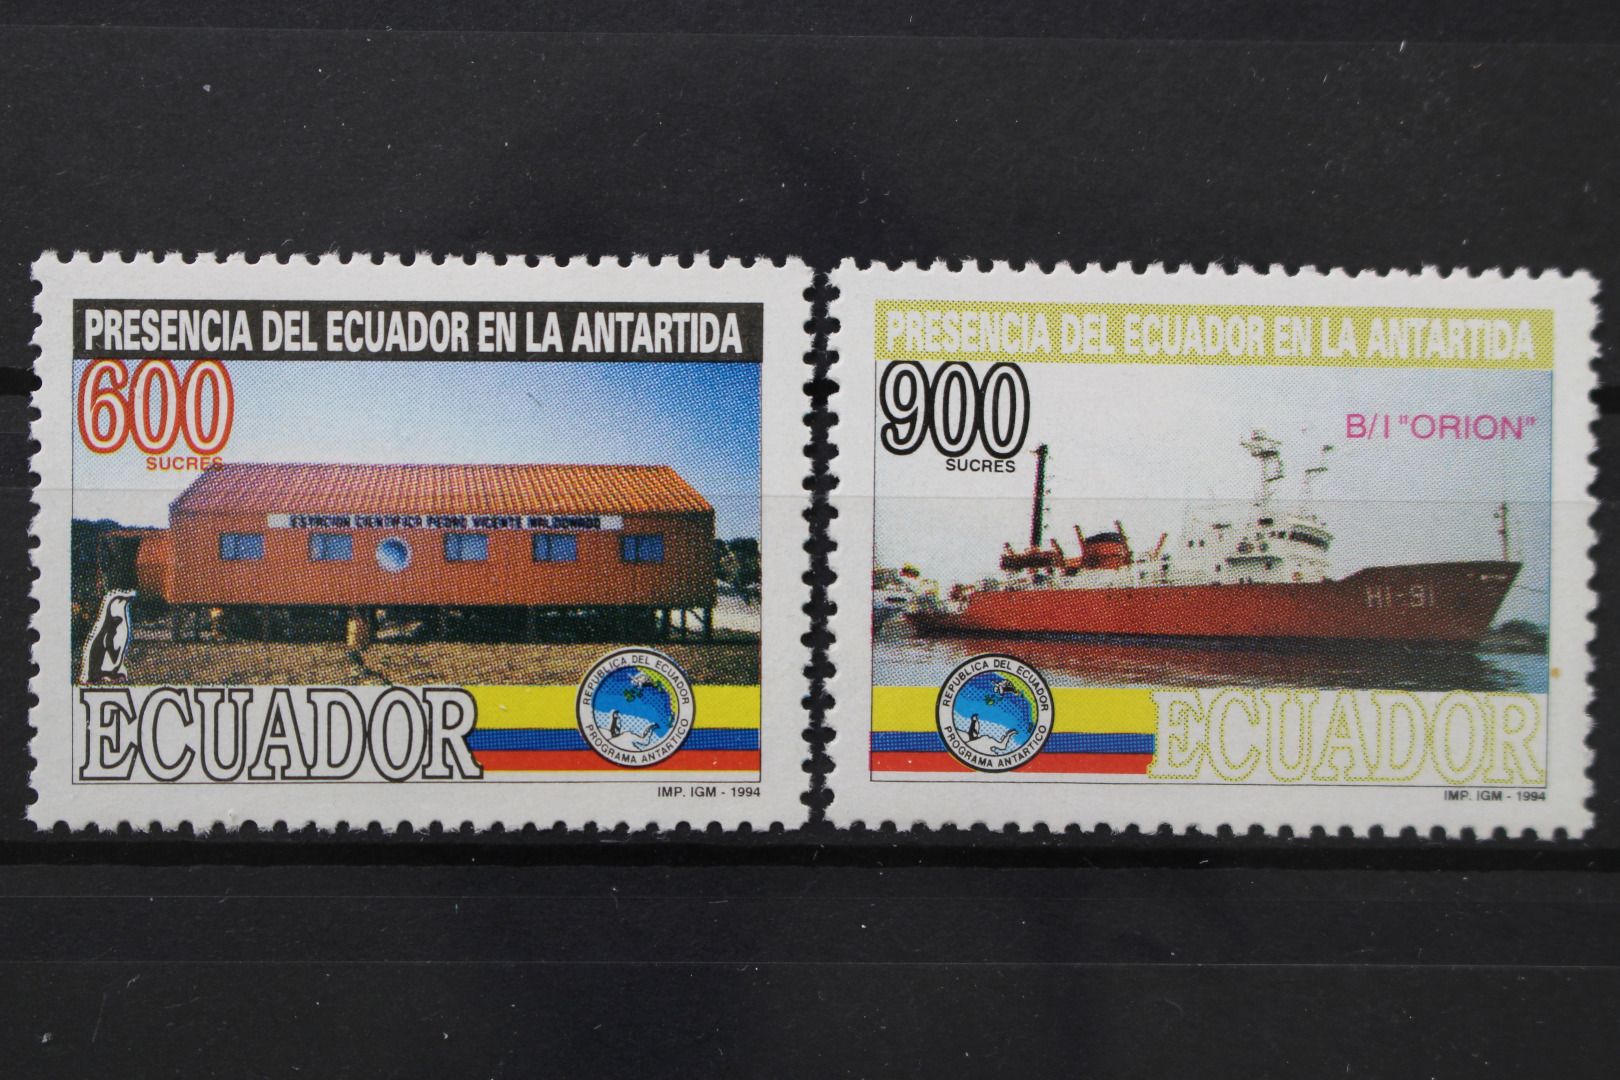 PRESENCIA DEL ECUADOR EN LA ANTARTIDA
600
SUCRES
ESTACION CIENTIFICA PEDRO VICENTE MALDONADO
ECUADOR
REPUBLICA DEL ECUADOR
PROGRAMA ANTARTICO
IMP. IGM - 1994
PRESENCIA DEL ECUADOR EN LA ANTARTIDA
900
SUCRES
B/I "ORION"
HI-91
REPUBLICA DEL ECUADOR
PROGRAMA ANTARTICO
ECUADOR
IMP. IGM - 1994